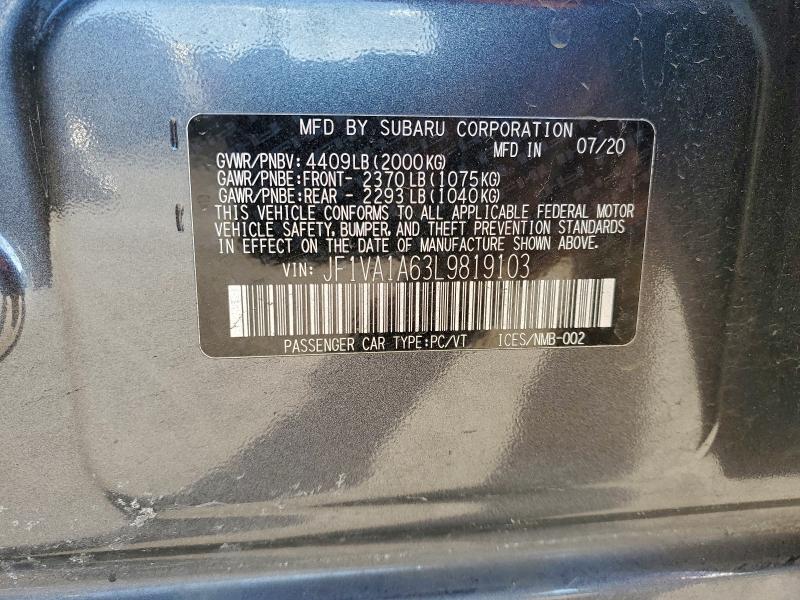 MFD BY SUBARU CORPORATION
MFD IN 07/20
GVWR/PNBV: 4409LB(2000KG)
GAWR/PNBE:FRONT- 2370LB(1075KG)
GAWR/PNBE:REAR - 2293LB(1040KG)
THIS VEHICLE CONFORMS TO ALL APPLICABLE FEDERAL MOTOR
VEHICLE SAFETY, BUMPER, AND THEFT PREVENTION STANDARDS
IN EFFECT ON THE DATE OF MANUFACTURE SHOWN ABOVE.
VIN: JF1VA1A63L9819103
PASSENGER CAR TYPE:PC/VT ICES/NMB-002